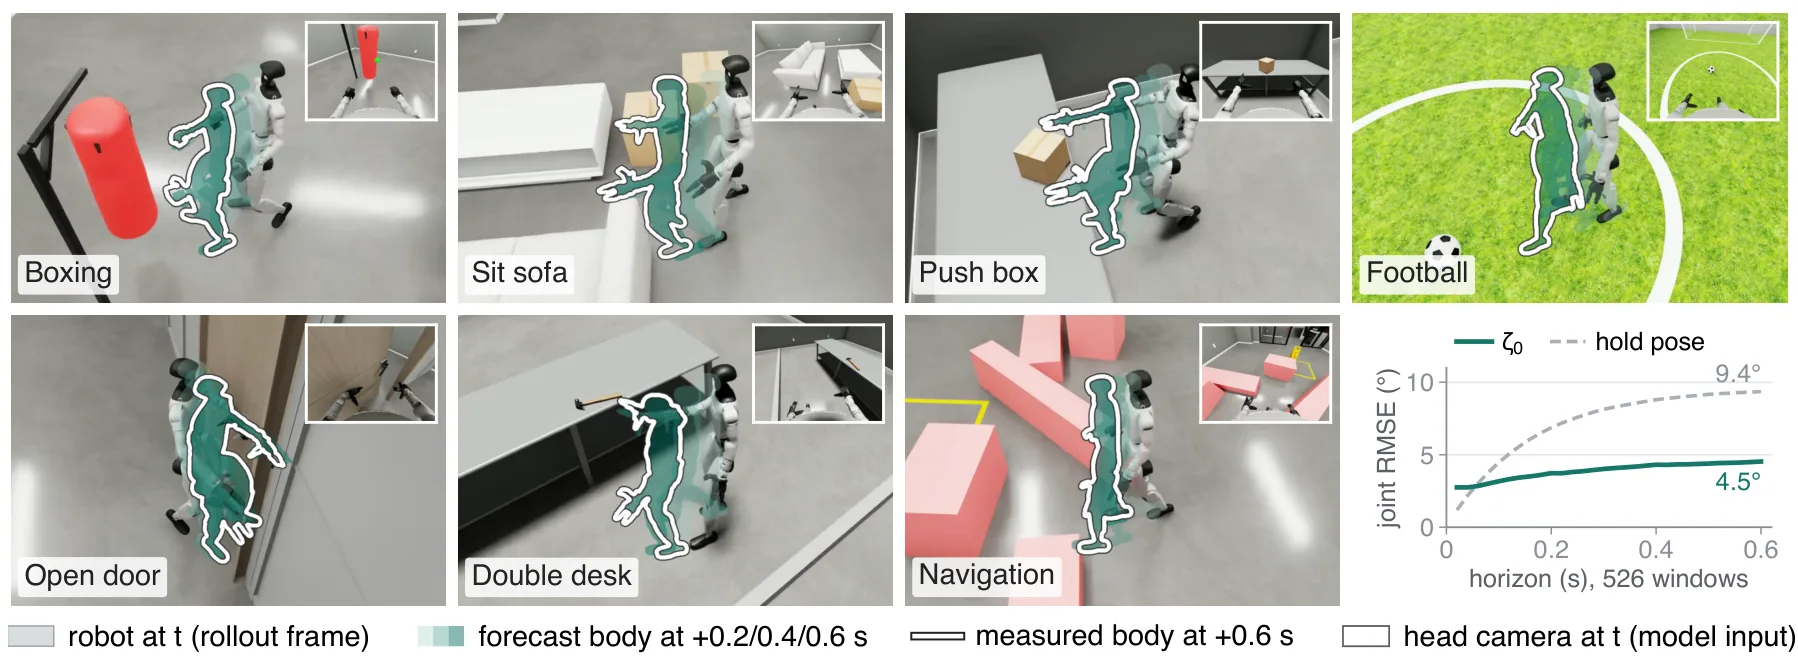 Boxing
Sit sofa
Push box
Football
Open door
Double desk
Navigation
ζ₀ hold pose
joint RMSE (°)
10
5
0
9.4°
4.5°
0 0.2 0.4 0.6
horizon (s), 526 windows
robot at t (rollout frame) forecast body at +0.2/0.4/0.6 s measured body at +0.6 s head camera at t (model input)